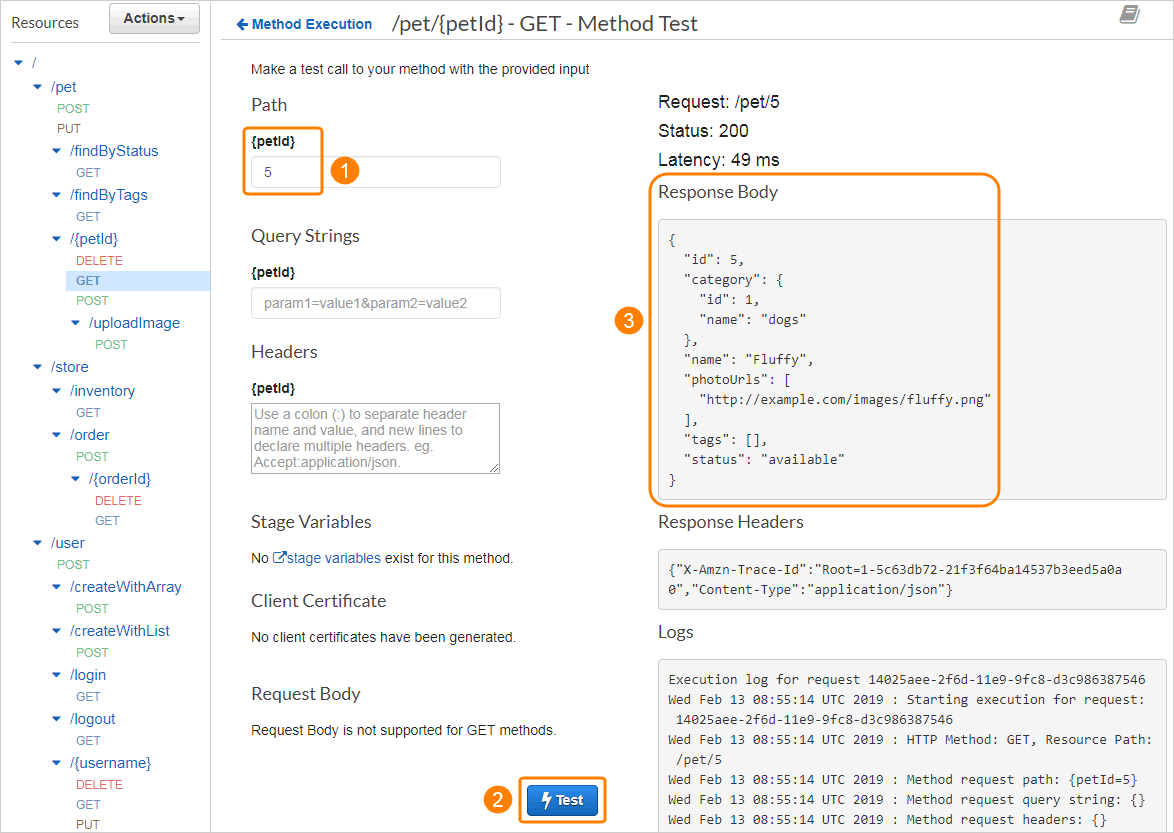 Resources
Actions
/
/pet
POST
PUT
/findByStatus
GET
/findByTags
GET
/{petId}
DELETE
GET
POST
/uploadImage
POST
/store
/inventory
GET
/order
POST
/{orderId}
DELETE
GET
/user
POST
/createWithArray
POST
/createWithList
POST
/login
GET
/logout
GET
/{username}
DELETE
GET
PUT
Method Execution /pet/{petId} - GET - Method Test
Make a test call to your method with the provided input
Path
{petId}
5
1
Query Strings
{petId}
param1=value1&param2=value2
Headers
{petId}
Use a colon (:) to separate header
name and value, and new lines to
declare multiple headers. eg.
Accept:application/json.
Stage Variables
No stage variables exist for this method.
Client Certificate
No client certificates have been generated.
Request Body
Request Body is not supported for GET methods.
2
Test
Request: /pet/5
Status: 200
Latency: 49 ms
3
Response Body
{
"id": 5,
"category": {
"id": 1,
"name": "dogs"
},
"name": "Fluffy",
"photoUrls": [
"http://example.com/images/fluffy.png"
],
"tags": [],
"status": "available"
}
Response Headers
{"X-Amzn-Trace-Id":"Root=1-5c63db72-21f3f64ba14537b3eed5a0a
0","Content-Type":"application/json"}
Logs
Execution log for request 14025aee-2f6d-11e9-9fc8-d3c986387546
Wed Feb 13 08:55:14 UTC 2019 : Starting execution for request:
14025aee-2f6d-11e9-9fc8-d3c986387546
Wed Feb 13 08:55:14 UTC 2019 : HTTP Method: GET, Resource Path:
/pet/5
Wed Feb 13 08:55:14 UTC 2019 : Method request path: {petId=5}
Wed Feb 13 08:55:14 UTC 2019 : Method request query string: {}
Wed Feb 13 08:55:14 UTC 2019 : Method request headers: {}